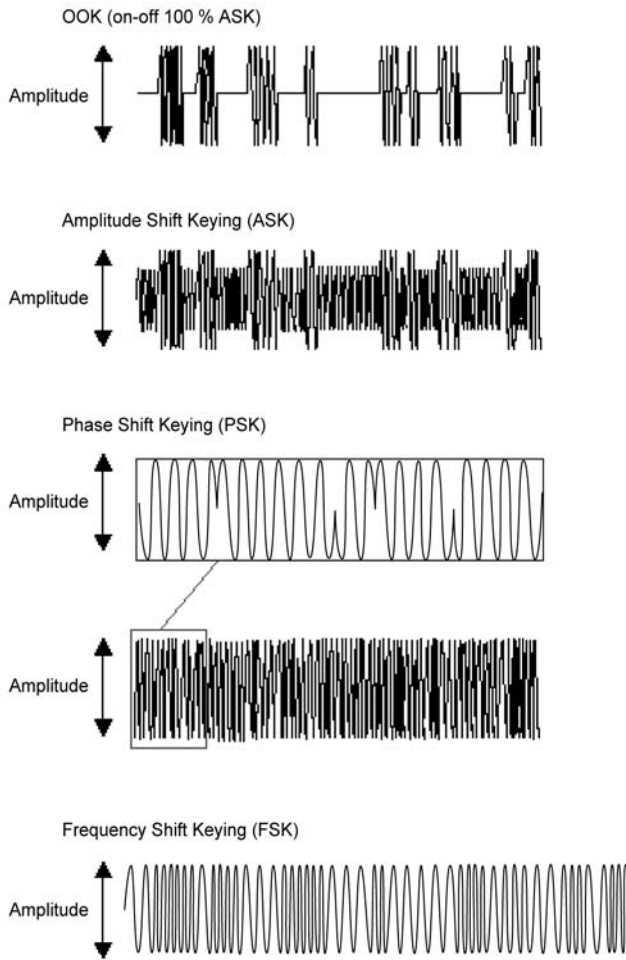 OOK (on-off 100 % ASK)
Amplitude
Amplitude Shift Keying (ASK)
Amplitude
Phase Shift Keying (PSK)
Amplitude
Amplitude
Frequency Shift Keying (FSK)
Amplitude